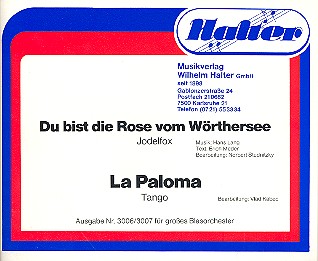 Halter
Musikverlag
Wilhelm Halter GmbH
seit 1898
Gablonzerstraße 24
Postfach 210682
7500 Karlsruhe 21
Telefon (0721) 555334
Du bist die Rose vom Wörthersee
Jodelfox
Musik: Hans Lang
Text: Erich Meder
Bearbeitung: Norbert Studnitzky
La Paloma
Tango
Bearbeitung: Vlad Kabec
Ausgabe Nr. 3006/3007 für großes Blasorchester